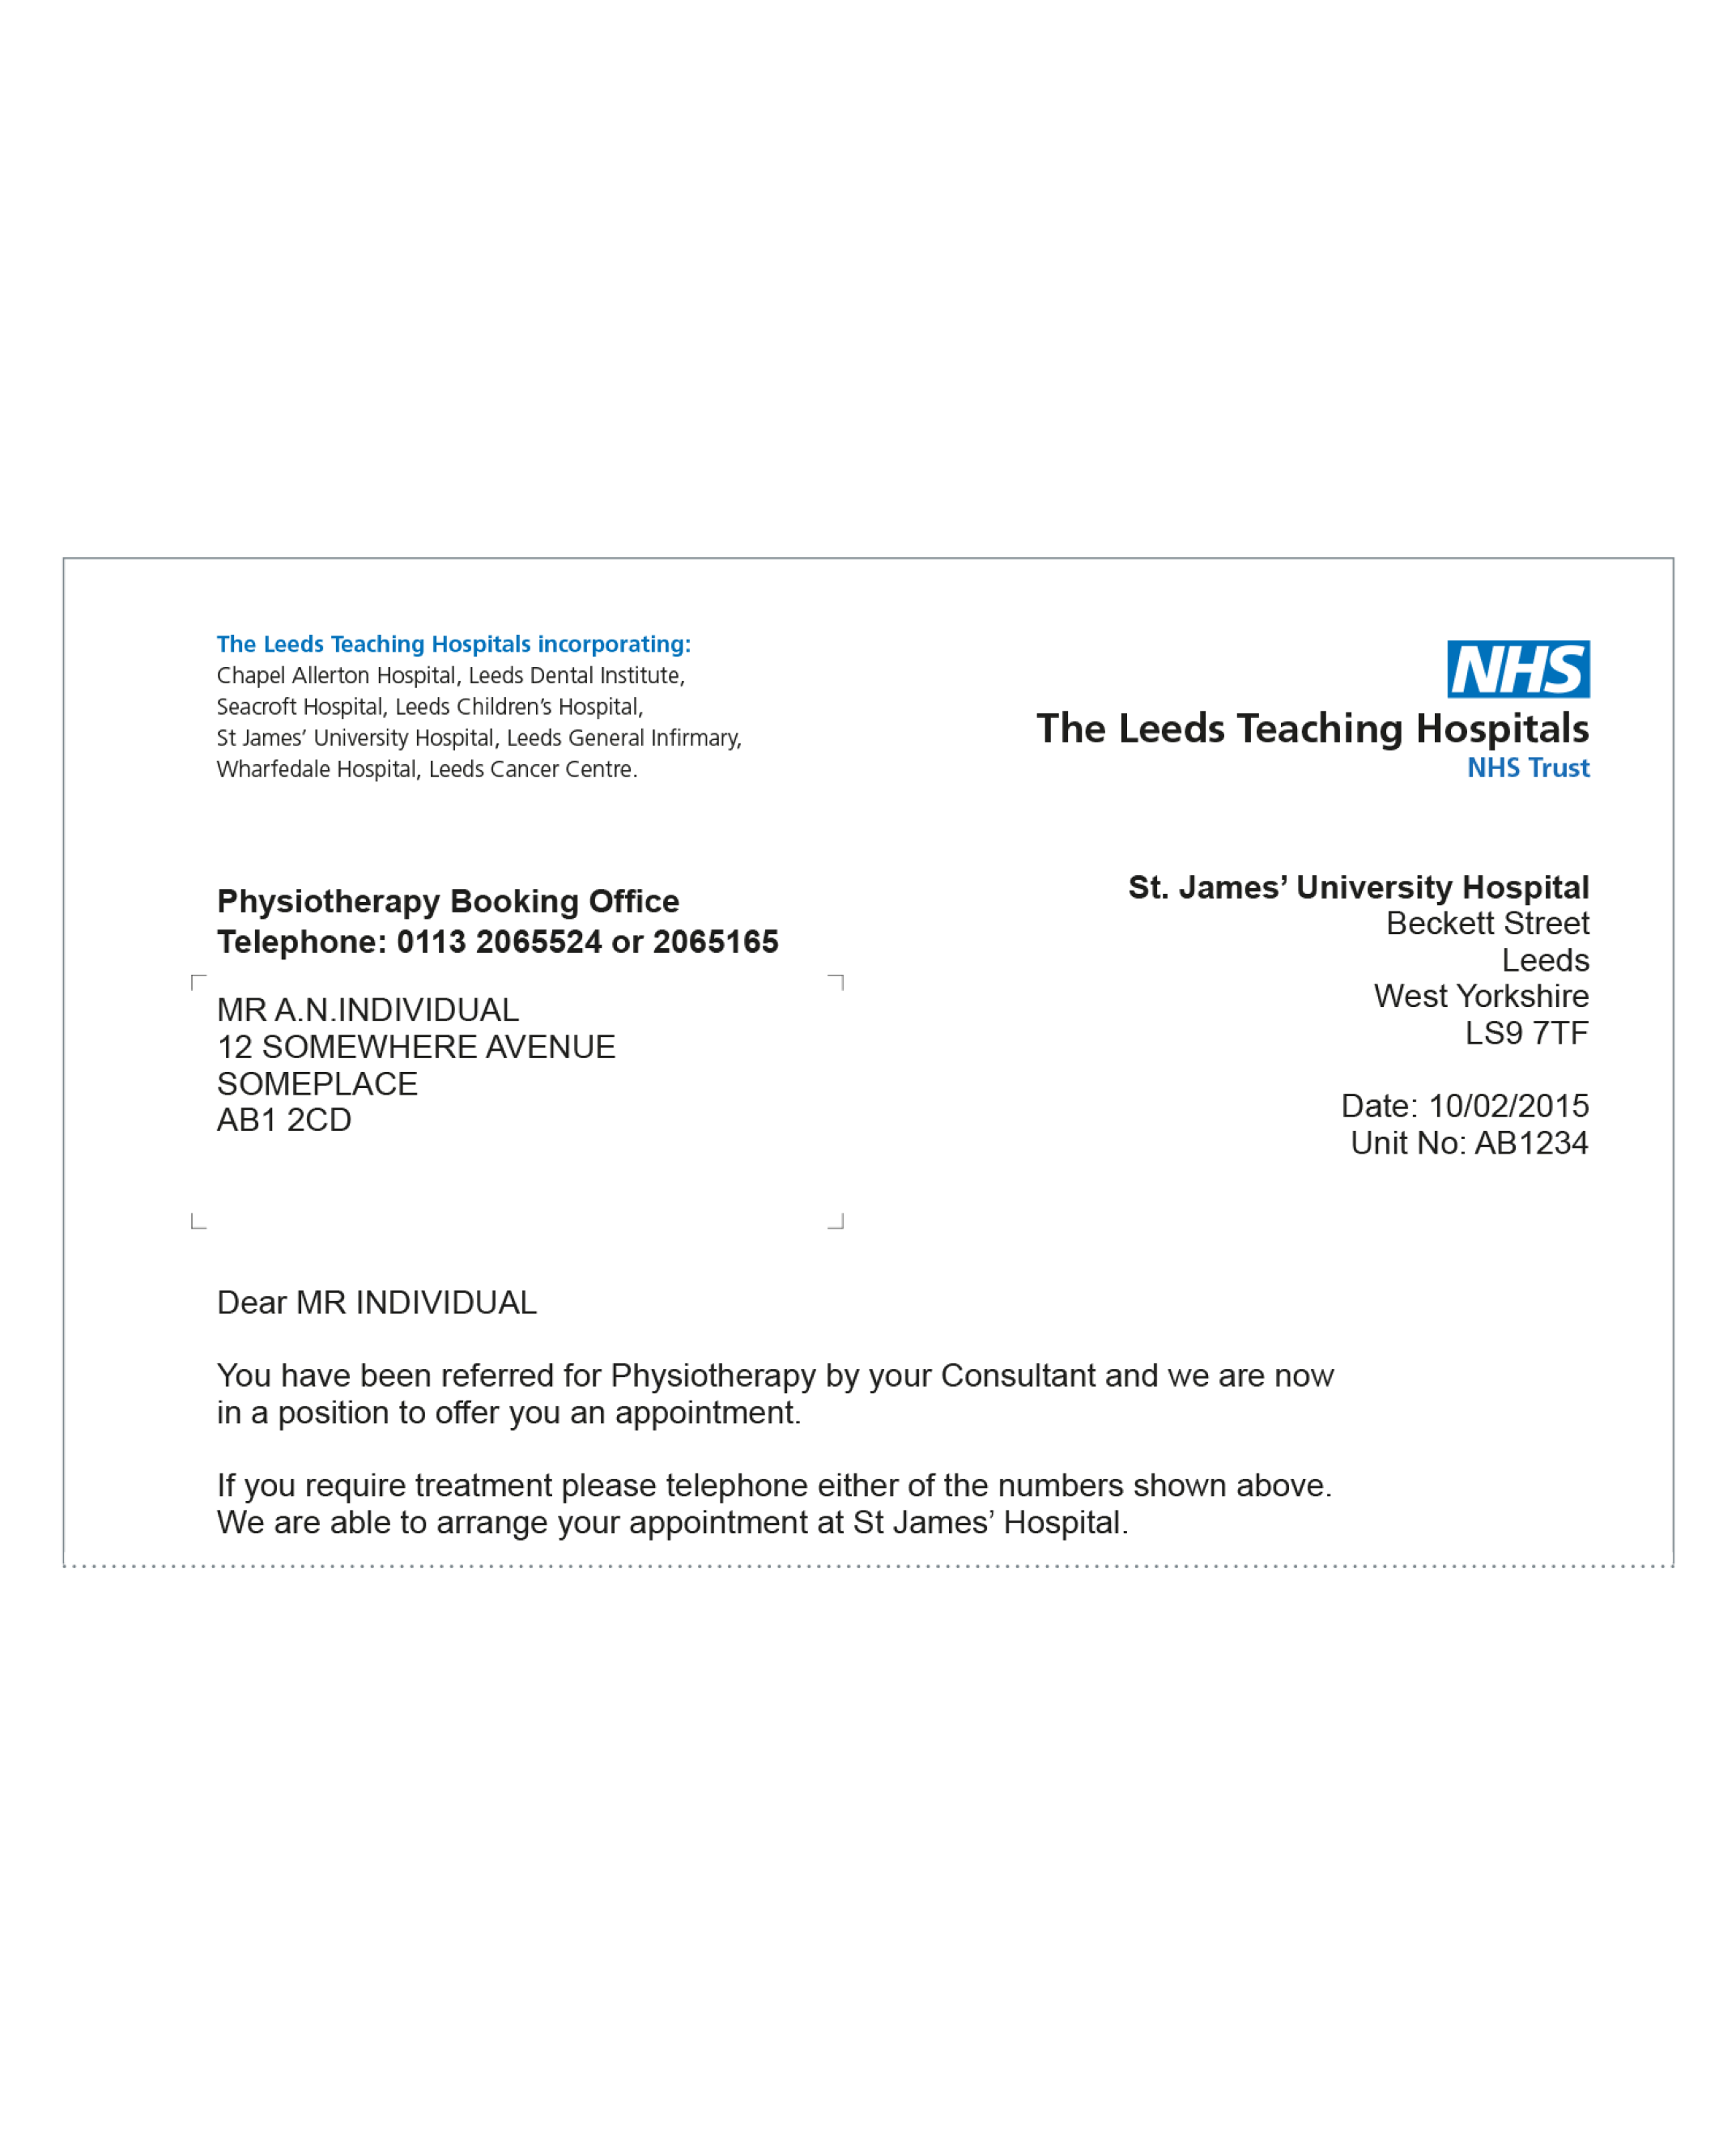 The Leeds Teaching Hospitals incorporating:
Chapel Allerton Hospital, Leeds Dental Institute,
Seacroft Hospital, Leeds Children’s Hospital,
St James’ University Hospital, Leeds General Infirmary,
Wharfedale Hospital, Leeds Cancer Centre.
NHS
The Leeds Teaching Hospitals
NHS Trust
Physiotherapy Booking Office
Telephone: 0113 2065524 or 2065165
MR A.N.INDIVIDUAL
12 SOMEWHERE AVENUE
SOMEPLACE
AB1 2CD
St. James’ University Hospital
Beckett Street
Leeds
West Yorkshire
LS9 7TF
Date: 10/02/2015
Unit No: AB1234
Dear MR INDIVIDUAL
You have been referred for Physiotherapy by your Consultant and we are now
in a position to offer you an appointment.
If you require treatment please telephone either of the numbers shown above.
We are able to arrange your appointment at St James’ Hospital.